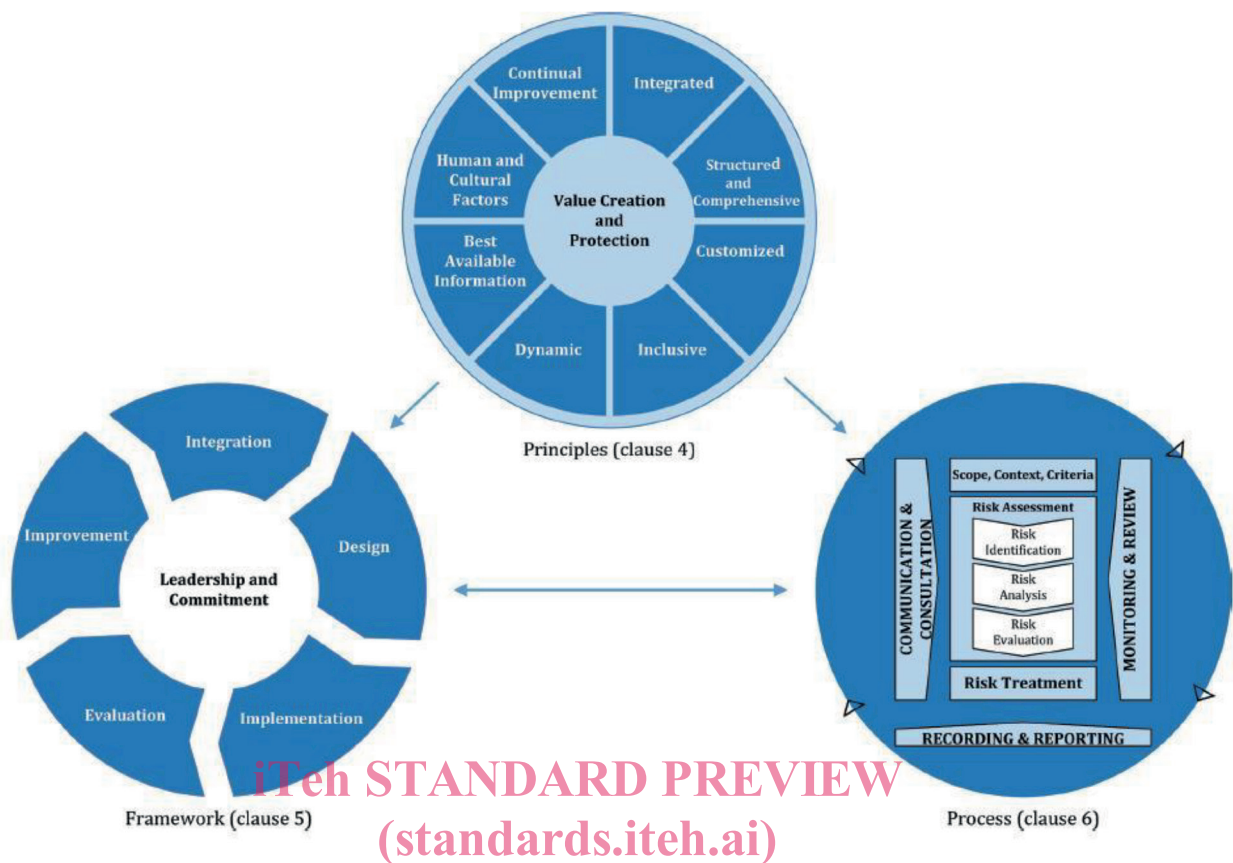 Continual
Improvement
Integrated
Structured
and
Comprehensive
Customized
Inclusive
Dynamic
Best
Available
Information
Human and
Cultural
Factors
Value Creation
and
Protection
Principles (clause 4)
Integration
Design
Implementation
Evaluation
Improvement
Leadership and
Commitment
Framework (clause 5)
Scope, Context, Criteria
Risk Assessment
Risk
Identification
Risk
Analysis
Risk
Evaluation
Risk Treatment
COMMUNICATION &
CONSULTATION
MONITORING & REVIEW
RECORDING & REPORTING
Process (clause 6)
iTeh STANDARD PREVIEW
(standards.iteh.ai)